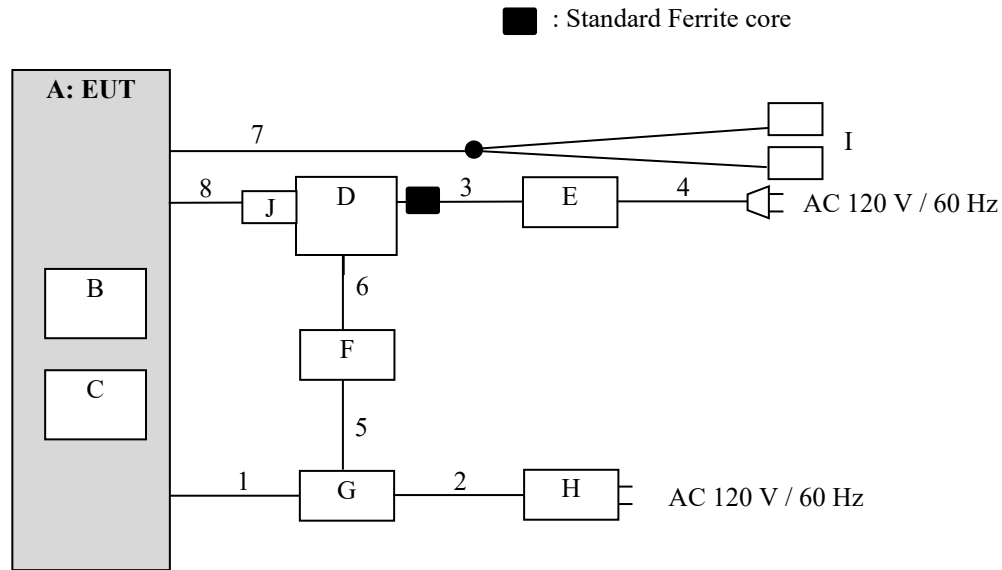 : Standard Ferrite core
A: EUT
7
I
8
J
D
3
E
4
AC 120 V / 60 Hz
B
6
F
C
5
1
G
2
H
AC 120 V / 60 Hz